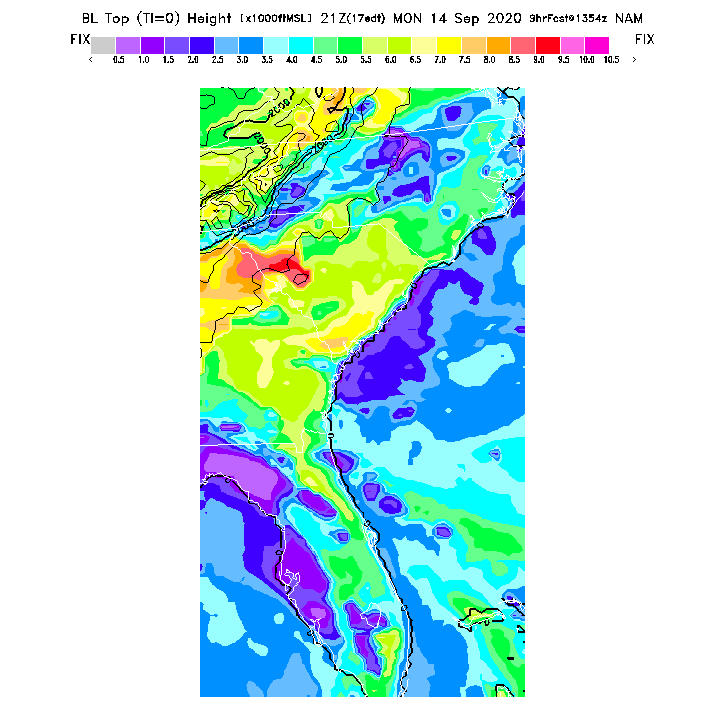 BL Top (TI=0) Height [x1000ftMSL] 21Z(17edt) MON 14 Sep 2020 9hrFcst@1354z NAM
FIX FIX
< 0.5 1.0 1.5 2.0 2.5 3.0 3.5 4.0 4.5 5.0 5.5 6.0 6.5 7.0 7.5 8.0 8.5 9.0 9.5 10.0 10.5 >
2000
2000
2000